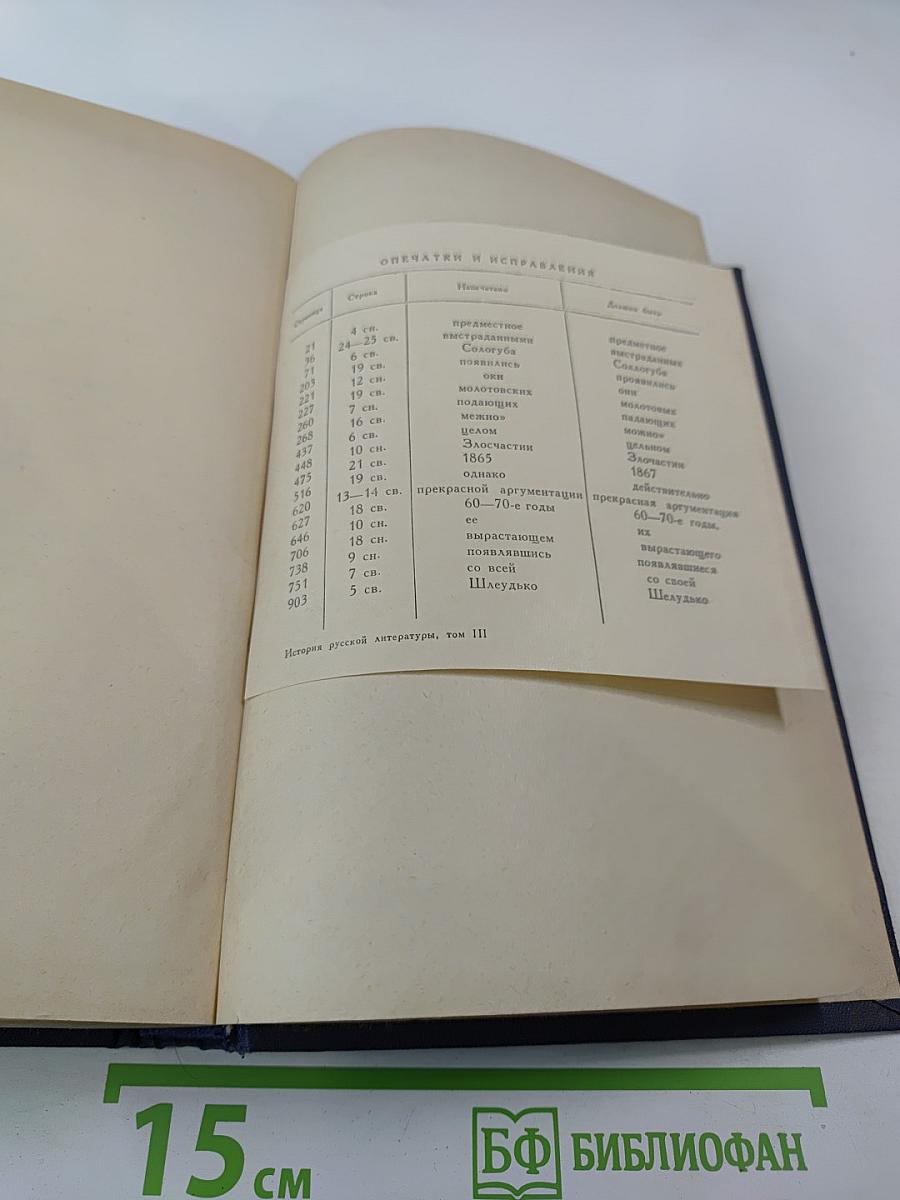 ОПЕЧАТКИ И ИСПРАВЛЕНИЯ
Страница Строка Напечатано Должно быть
21 4 сн. предместное предметное
36 24—25 св. выстраданными выстраданные
71 6 св. Сологуба Соллогуба
203 19 св. появились проявились
221 12 сн. оки они
227 19 св. молотовских молотовых
260 7 сн. подающих падающих
268 16 св. межно» можно»
437 6 св. целом цельном
448 10 сн. Злосчастии Злочастии
475 21 св. 1865 1867
516 19 св. однако действительно
620 13—14 св. прекрасной аргументации прекрасная аргументация
627 18 св. 60—70-е годы 60—70-е годы,
646 10 сн. ее их
706 18 сн. вырастающем вырастающего
738 9 сн. появлявшись появлявшиеся
751 7 св. со всей со своей
903 5 св. Шлеудько Шелудько
История русской литературы, том III
15 см
БФ БИБЛИОФАН